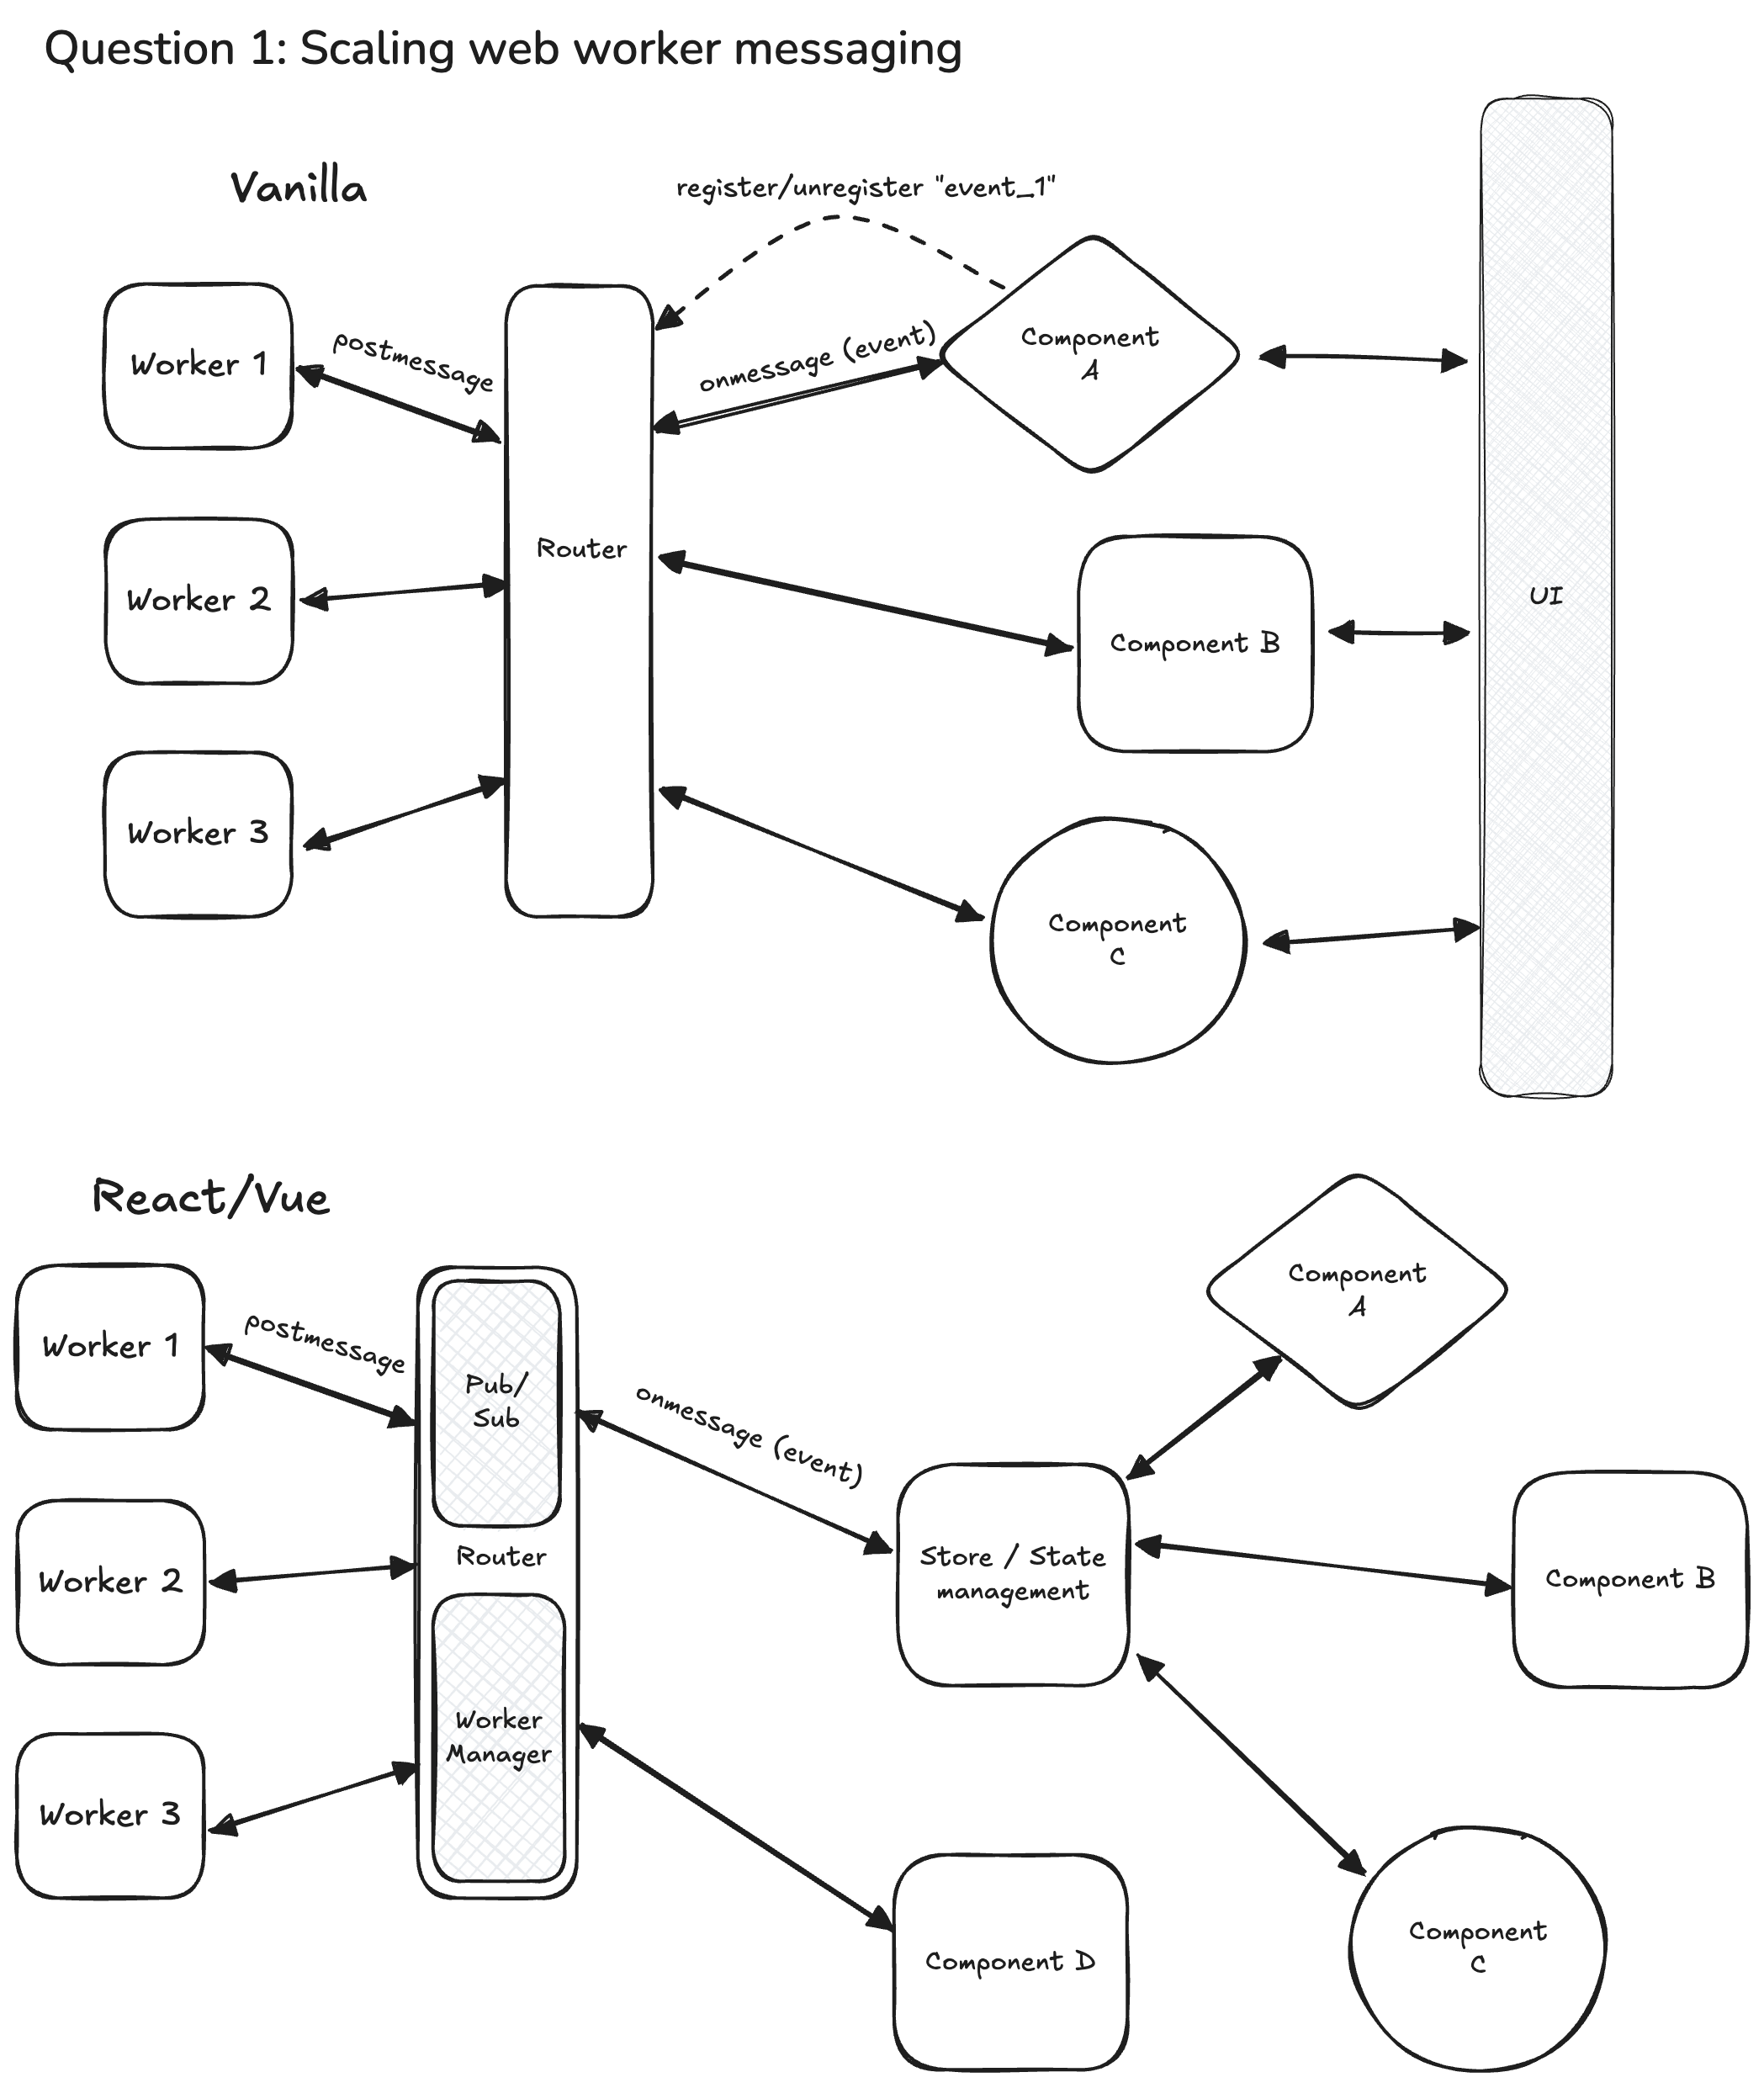 Question 1: Scaling web worker messaging
Vanilla
register/unregister "event_1"
Worker 1
postmessage
onmessage (event)
Component
A
Router
Worker 2
UI
Component B
Worker 3
Component
C
React/Vue
Component
A
Worker 1
postmessage
Pub/
Sub
onmessage (event)
Router
Store / State
management
Component B
Worker 2
Worker
Manager
Worker 3
Component D
Component
C